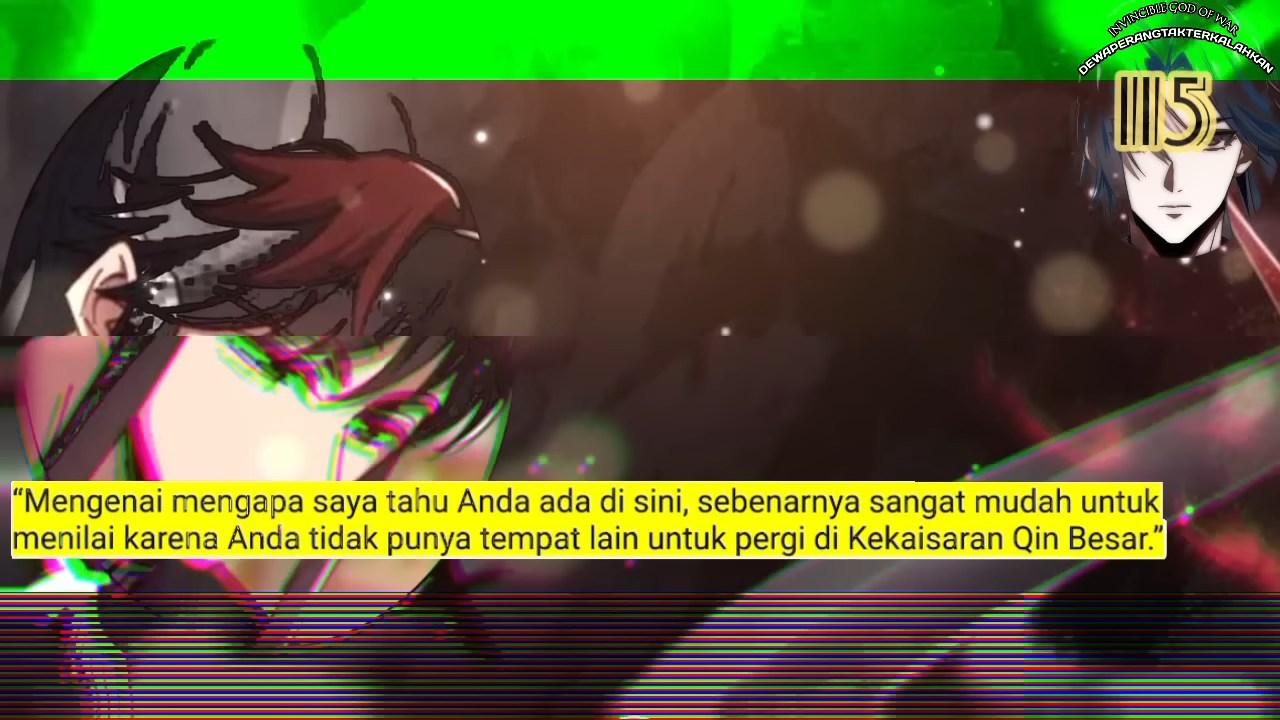 INVINCIBLE GOD OF WAR
DEWAPERANGTAKTERKALAHKAN
115
“Mengenai mengapa saya tahu Anda ada di sini, sebenarnya sangat mudah untuk
menilai karena Anda tidak punya tempat lain untuk pergi di Kekaisaran Qin Besar.”